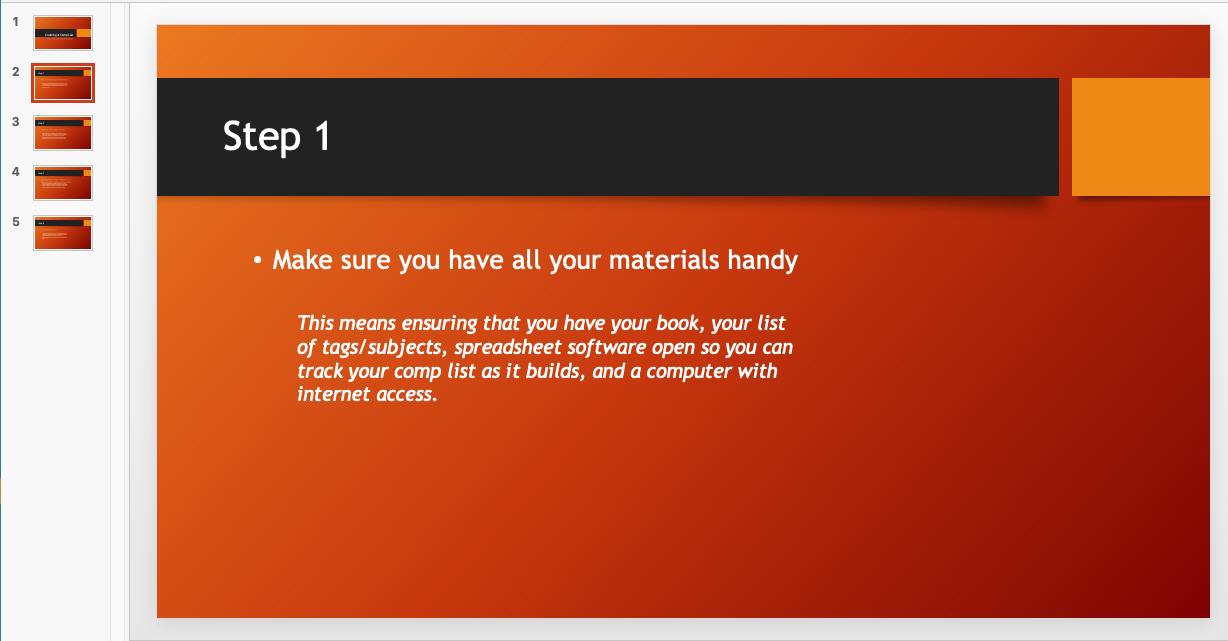 1
2
3
4
5
Step 1
• Make sure you have all your materials handy
This means ensuring that you have your book, your list
of tags/subjects, spreadsheet software open so you can
track your comp list as it builds, and a computer with
internet access.